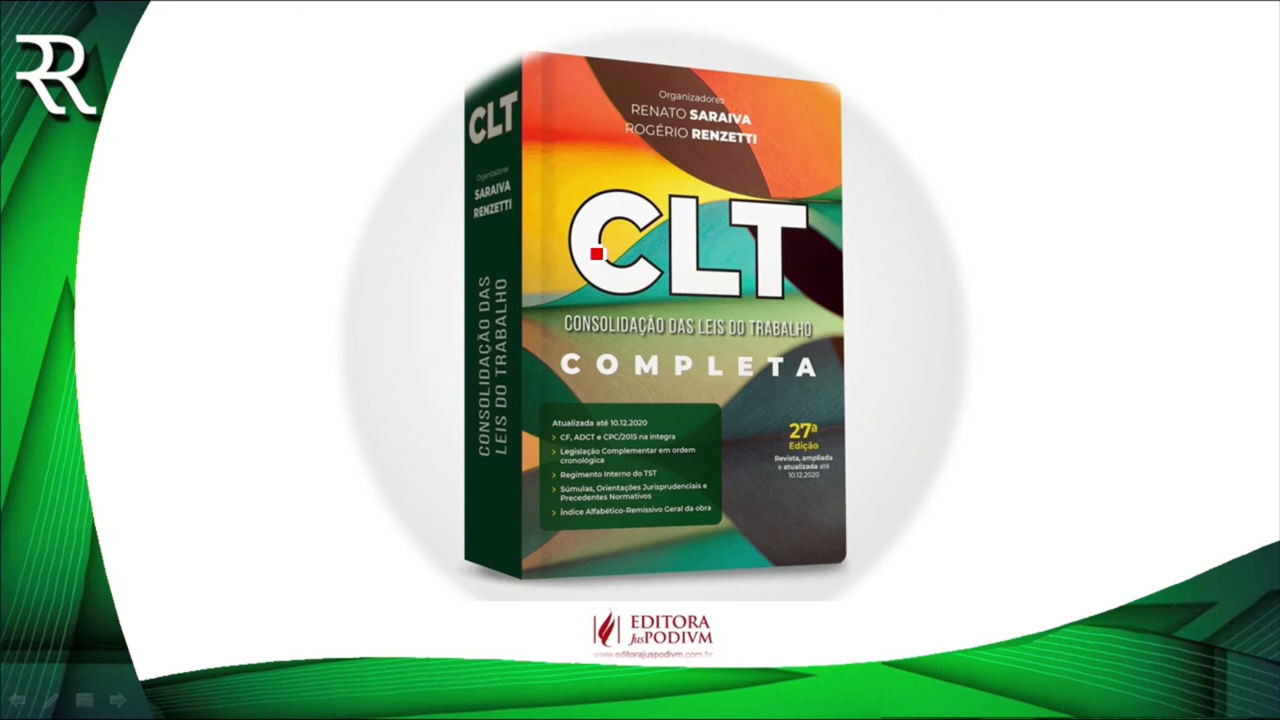 RR
CLT
Organizadores
SARAIVA
RENZETTI
CONSOLIDAÇÃO DAS
LEIS DO TRABALHO
Organizadores
RENATO SARAIVA
ROGÉRIO RENZETTI
CLT
CONSOLIDAÇÃO DAS LEIS DO TRABALHO
COMPLETA
Atualizada até 10.12.2020
CF, ADCT e CPC/2015 na íntegra
Legislação Complementar em ordem
cronológica
Regimento Interno do TST
Súmulas, Orientações Jurisprudenciais e
Precedentes Normativos
Índice Alfabético-Remissivo Geral da obra
27ª
Edição
Revista, ampliada
e atualizada até
10.12.2020
EDITORA
JusPODIVM
www.editorajuspodivm.com.br